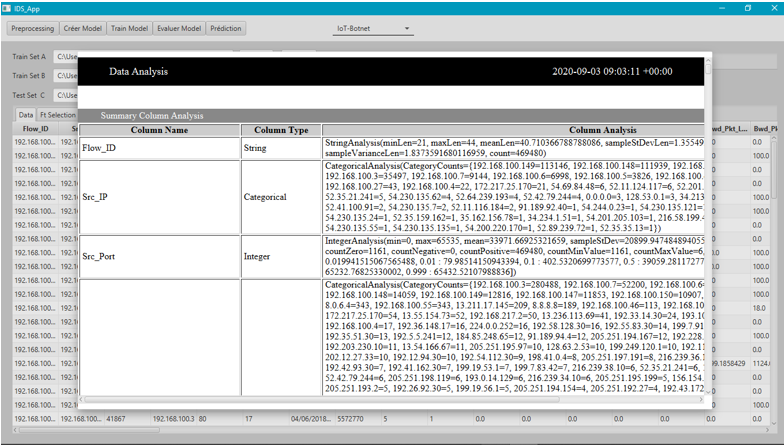 IDS_App
Preprocessing Créer Model Train Model Evaluer Model Prédiction IoT-Botnet
Train Set A C:\Use
Train Set B C:\Use
Test Set C C:\Use
Data Ft Selection
Flow_ID
Data Analysis 2020-09-03 09:03:11 +00:00
Summary Column Analysis
Column Name Column Type Column Analysis
Flow_ID String StringAnalysis(minLen=21, maxLen=44, meanLen=40.710366788788086, sampleStDevLen=1.35549
sampleVarianceLen=1.8373591680116959, count=469480)
Src_IP Categorical CategoricalAnalysis(CategoryCounts={192.168.100.149=113146, 192.168.100.148=111939, 192.168.
192.168.100.3=35497, 192.168.100.7=9144, 192.168.100.6=6998, 192.168.100.5=3826, 192.168.100.
192.168.100.27=43, 192.168.100.4=22, 172.217.25.170=21, 54.69.84.48=6, 52.11.124.117=6, 52.201.
52.35.21.241=5, 54.230.135.62=4, 52.64.239.193=4, 52.42.79.244=4, 0.0.0.0=3, 128.53.0.1=3, 34.213
52.41.100.91=2, 54.230.135.7=2, 52.11.116.184=2, 91.189.92.40=1, 54.244.0.23=1, 54.230.135.121=
54.230.135.24=1, 52.35.159.162=1, 35.162.156.78=1, 34.234.1.51=1, 54.201.205.103=1, 216.58.199.4
54.230.135.55=1, 54.230.135.135=1, 54.200.220.170=1, 52.89.239.72=1, 52.35.35.13=1})
Src_Port Integer IntegerAnalysis(min=0, max=65535, mean=33971.66925321659, sampleStDev=20899.947484894055
countZero=1161, countNegative=0, countPositive=469480, countMinValue=1161, countMaxValue=6,
0.019941515067565488, 0.01 : 79.98514150943394, 0.1 : 402.5320699773577, 0.5 : 39059.28117277
65232.76825330002, 0.999 : 65432.52107988836])
CategoricalAnalysis(CategoryCounts={192.168.100.3=280488, 192.168.100.7=52200, 192.168.100.6=
192.168.100.148=14059, 192.168.100.149=12816, 192.168.100.147=11853, 192.168.100.150=10907,
8.0.6.4=343, 192.168.100.55=343, 13.211.17.145=209, 8.8.8.8=189, 192.168.100.46=113, 192.168.10
172.217.25.170=54, 13.55.154.73=52, 192.168.217.2=50, 13.236.113.69=41, 192.33.14.30=24, 193.10
192.168.100.4=17, 192.36.148.17=16, 224.0.0.252=16, 192.58.128.30=16, 192.55.83.30=14, 199.7.91
192.35.51.30=13, 192.5.5.241=12, 184.85.248.65=12, 91.189.94.4=12, 205.251.194.167=12, 192.228.
192.203.230.10=11, 13.54.166.67=11, 205.251.195.97=10, 128.63.2.53=10, 199.249.120.1=10, 192.11
202.12.27.33=10, 192.12.94.30=10, 192.54.112.30=9, 198.41.0.4=8, 205.251.197.191=8, 216.239.36.1
192.42.93.30=7, 192.41.162.30=7, 199.19.53.1=7, 199.7.83.42=7, 216.239.38.10=6, 52.35.21.241=6,
52.42.79.244=6, 205.251.198.119=6, 193.0.14.129=6, 216.239.34.10=6, 205.251.195.199=5, 156.154.
205.251.193.2=5, 192.26.92.30=5, 199.19.56.1=5, 205.251.194.154=4, 205.251.192.27=4, 192.43.172
192.168.100... 192.168.100... 41867 192.168.100.3 80 17 04/06/2018... 5572770 5 1 0.0 0.0 0.0 0.0 0.0 0.0